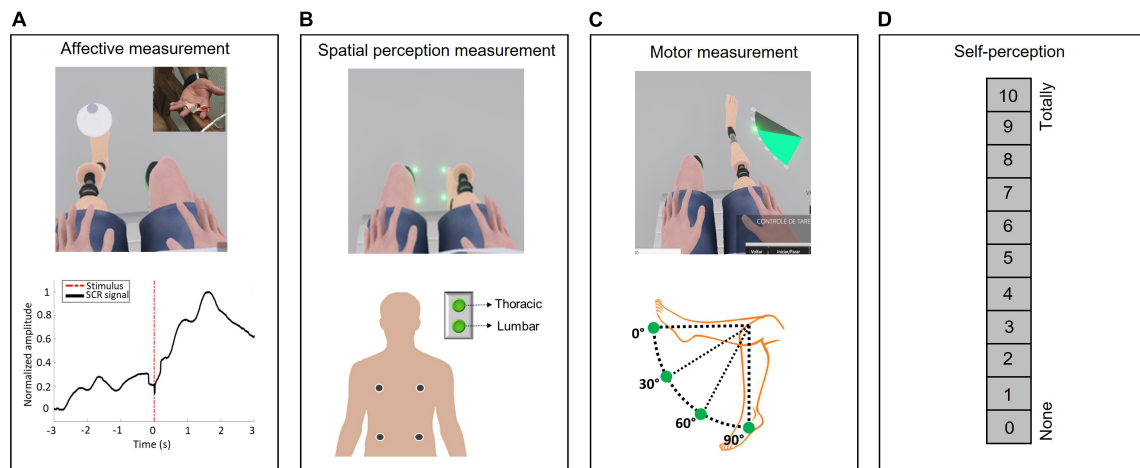 A
B
C
D
Affective measurement
Spatial perception measurement
Motor measurement
Self-perception
CONTROLE DE TARE
Voltar
Iniciar/Parar
Stimulus
SCR signal
Normalized amplitude
1
0.8
0.6
0.4
0.2
0
-3
-2
-1
0
1
2
3
Time (s)
Thoracic
Lumbar
0°
30°
60°
90°
10
9
8
7
6
5
4
3
2
1
0
Totally
None